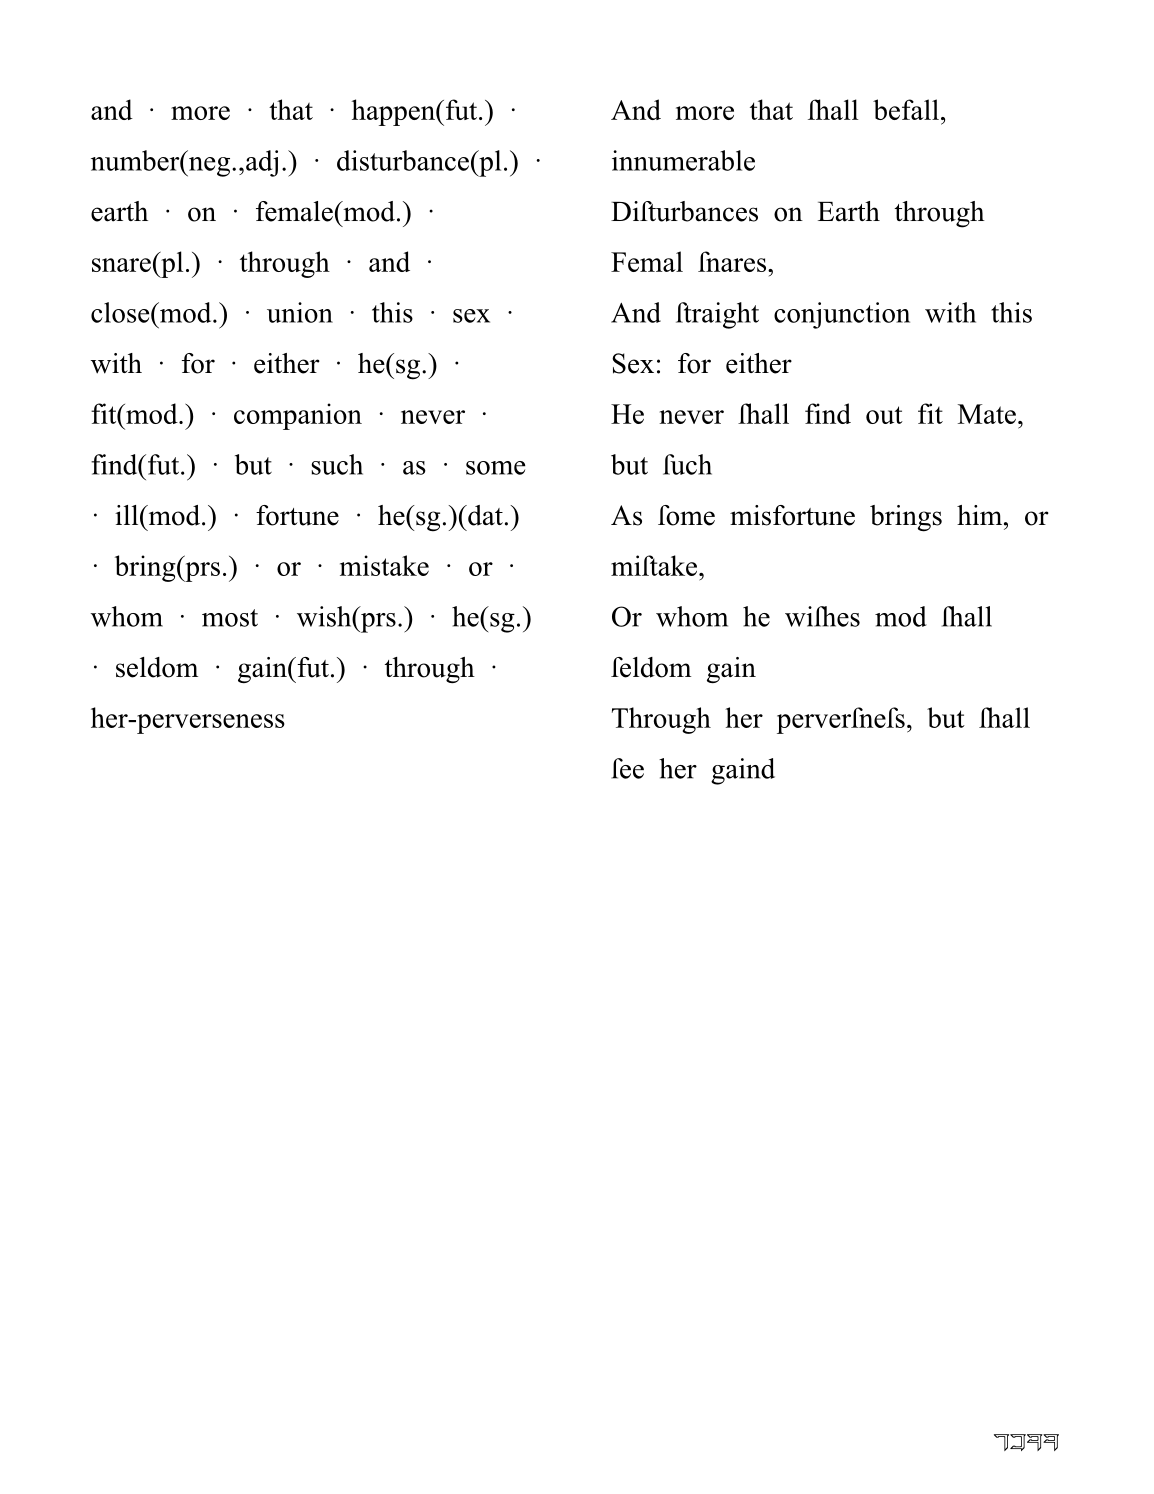 and · more · that · happen(fut.) ·
number(neg.,adj.) · disturbance(pl.) ·
earth · on · female(mod.) ·
snare(pl.) · through · and ·
close(mod.) · union · this · sex ·
with · for · either · he(sg.) ·
fit(mod.) · companion · never ·
find(fut.) · but · such · as · some
· ill(mod.) · fortune · he(sg.)(dat.)
· bring(prs.) · or · mistake · or ·
whom · most · wish(prs.) · he(sg.)
· seldom · gain(fut.) · through ·
her-perverseness
And more that ſhall befall,
innumerable
Diſturbances on Earth through
Femal ſnares,
And ſtraight conjunction with this
Sex: for either
He never ſhall find out fit Mate,
but ſuch
As ſome misfortune brings him, or
miſtake,
Or whom he wiſhes mod ſhall
ſeldom gain
Through her perverſneſs, but ſhall
ſee her gaind